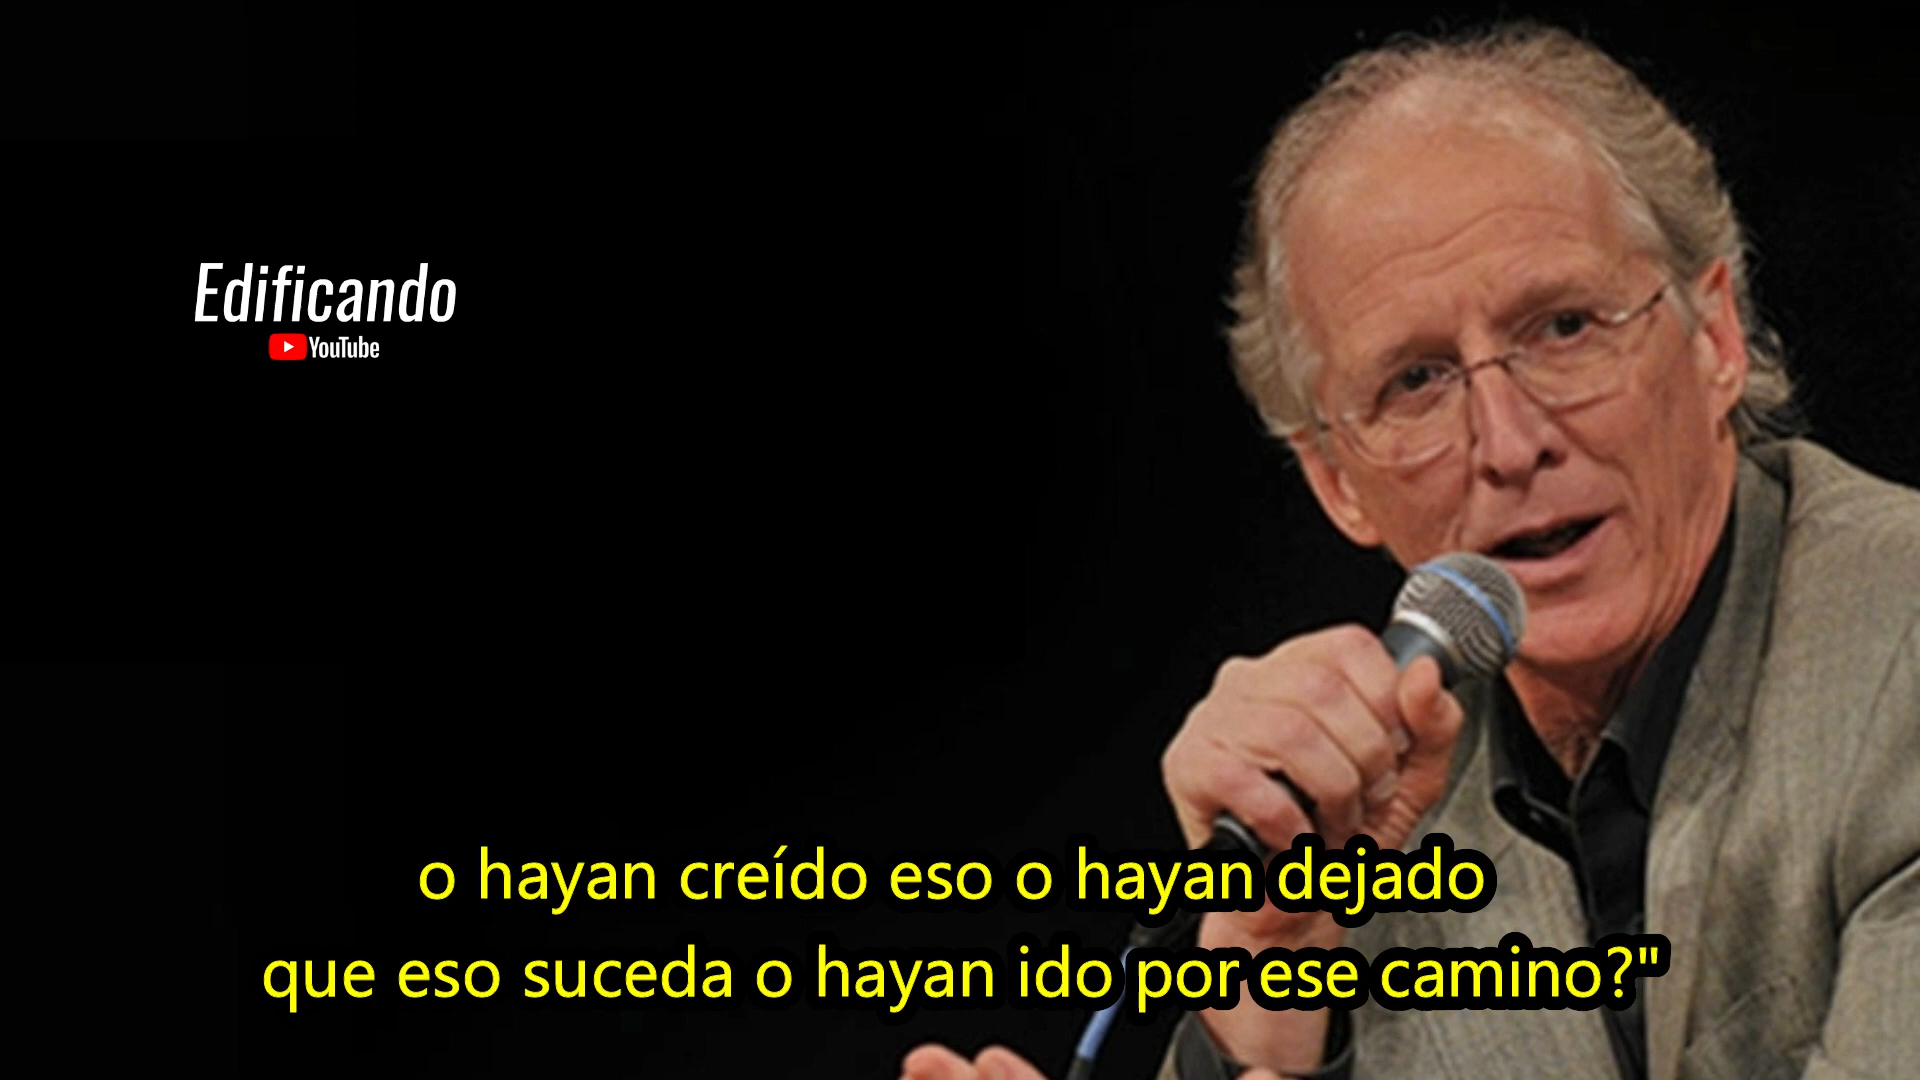 Edificando
YouTube
o hayan creído eso o hayan dejado
que eso suceda o hayan ido por ese camino?"